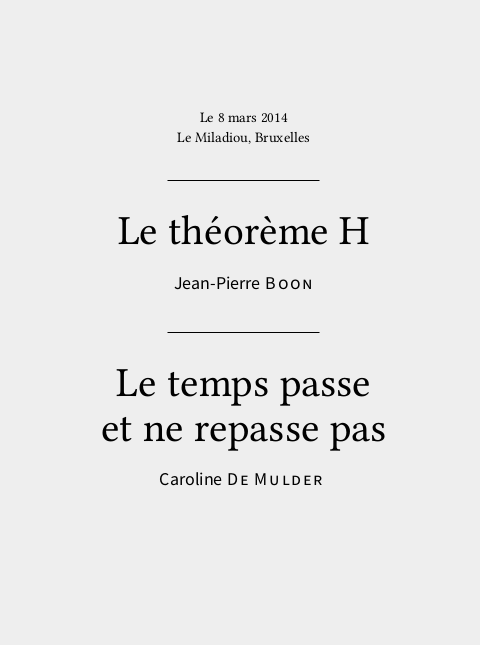 Le 8 mars 2014
Le Miladiou, Bruxelles
Le théorème H
Jean-Pierre Boon
Le temps passe
et ne repasse pas
Caroline De Mulder